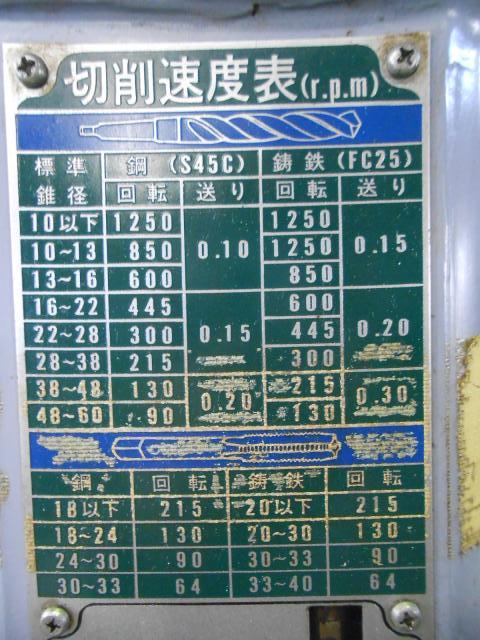 切削速度表(r.p.m)
標準 鋼 (S45C) 鋳鉄 (FC25)
錐径 回転 送り 回転 送り
10以下 1250 0.10 1250 0.15
10~13 850 1250
13~16 600 850
16~22 445 0.15 600 0.20
22~28 300 445
28~38 215 300
38~48 130 0.20 215 0.30
48~60 90 130
鋼 回転 鋳鉄 回転
18以下 215 20以下 215
18~24 130 20~30 130
24~30 90 30~33 90
30~33 64 33~40 64